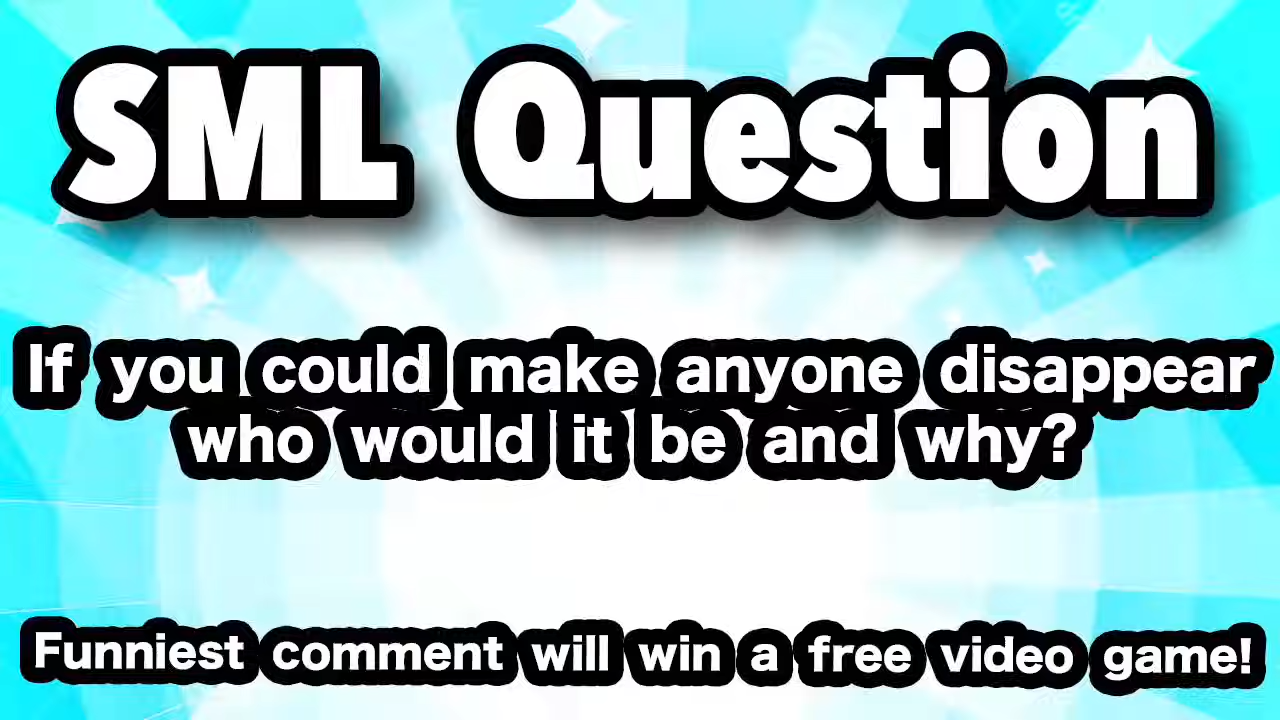 SML Question
If you could make anyone disappear
who would it be and why?
Funniest comment will win a free video game!